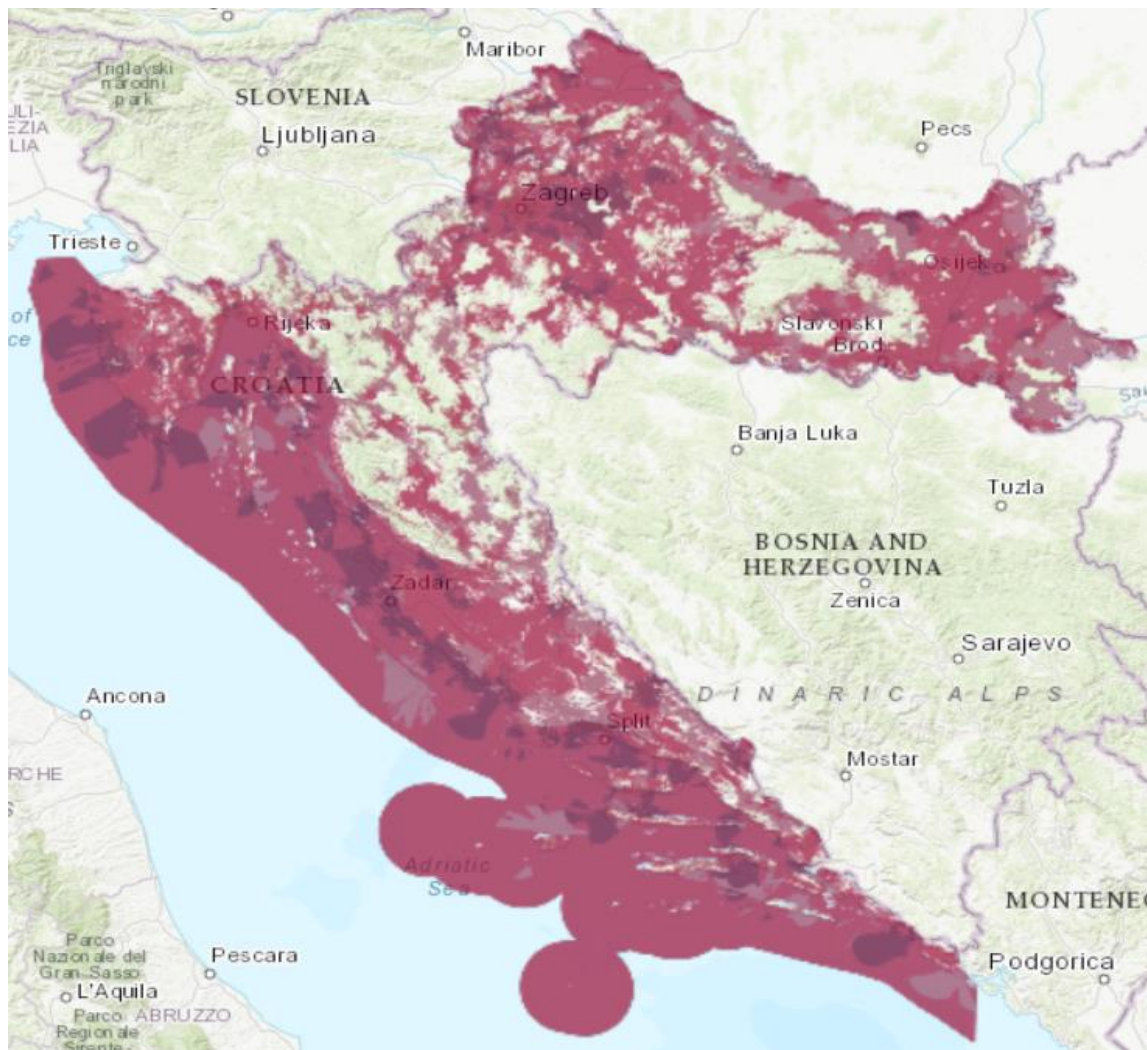 Maribor
Triglavski
narodni
park
SLOVENIA
Ljubljana
Pecs
Zagreb
Trieste
Osijek
Rijeka
Slavonski
Brod
CROATIA
Banja Luka
Tuzla
BOSNIA AND
HERZEGOVINA
Zenica
Zadar
Sarajevo
DINARIC ALPS
Ancona
Split
Mostar
Adriatic
Sea
Parco
Nazionale del
Gran Sasso
Pescara
L'Aquila
Parco
Regionale
ABRUZZO
Podgorica